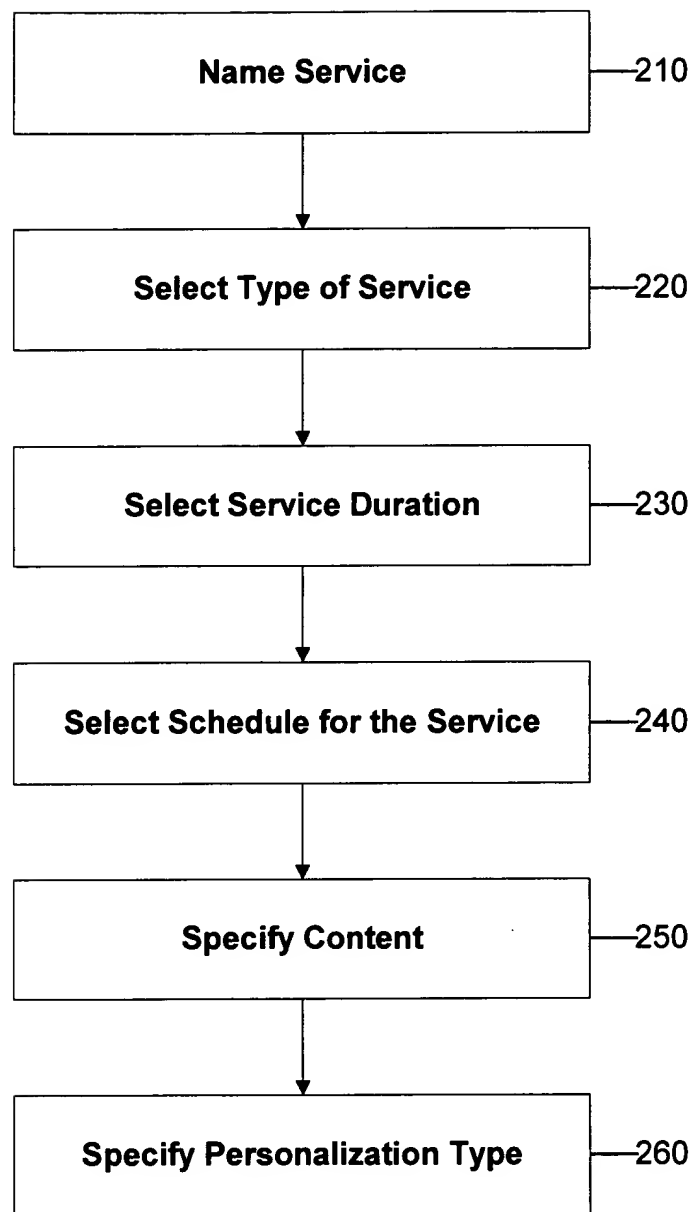 Name Service 210
Select Type of Service 220
Select Service Duration 230
Select Schedule for the Service 240
Specify Content 250
Specify Personalization Type 260